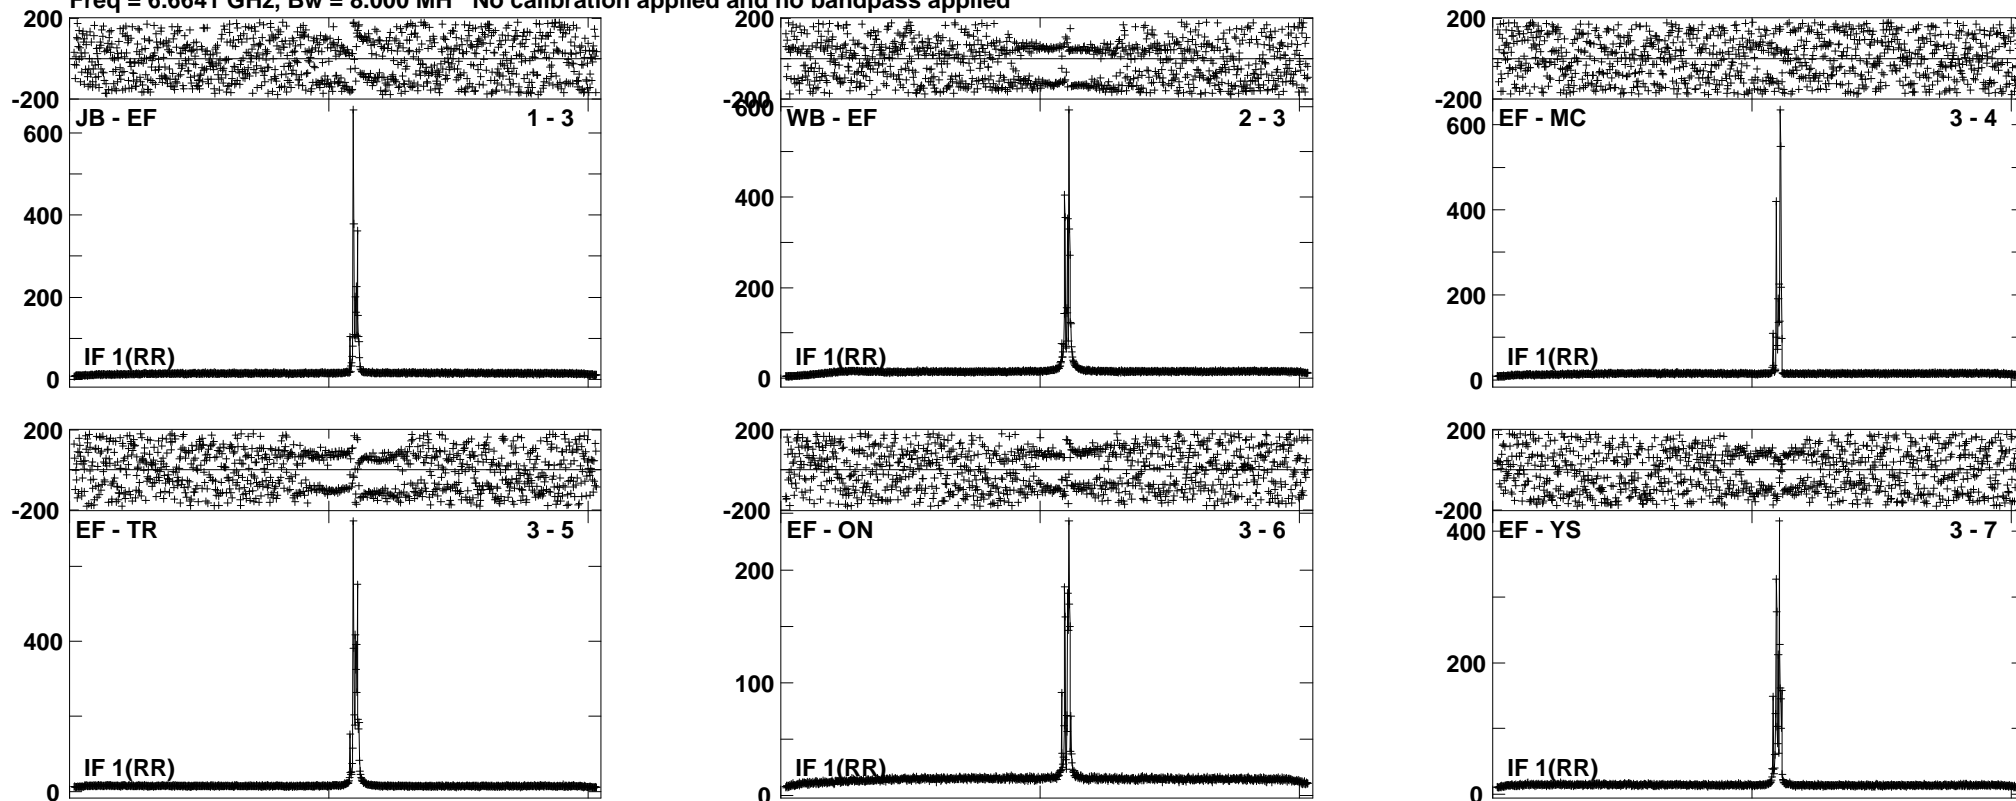 Freq = 6.6641 GHz, Bw = 8.000 MH No calibration applied and no bandpass applied
200
-200
JB - EF 1 - 3
600
400
200
0
IF 1(RR)
200
-200
600
WB - EF 2 - 3
400
200
0
IF 1(RR)
200
-200
EF - MC 3 - 4
600
400
200
0
IF 1(RR)
200
-200
EF - TR 3 - 5
400
0
IF 1(RR)
200
-200
EF - ON 3 - 6
200
100
0
IF 1(RR)
200
-200
EF - YS 3 - 7
400
200
0
IF 1(RR)